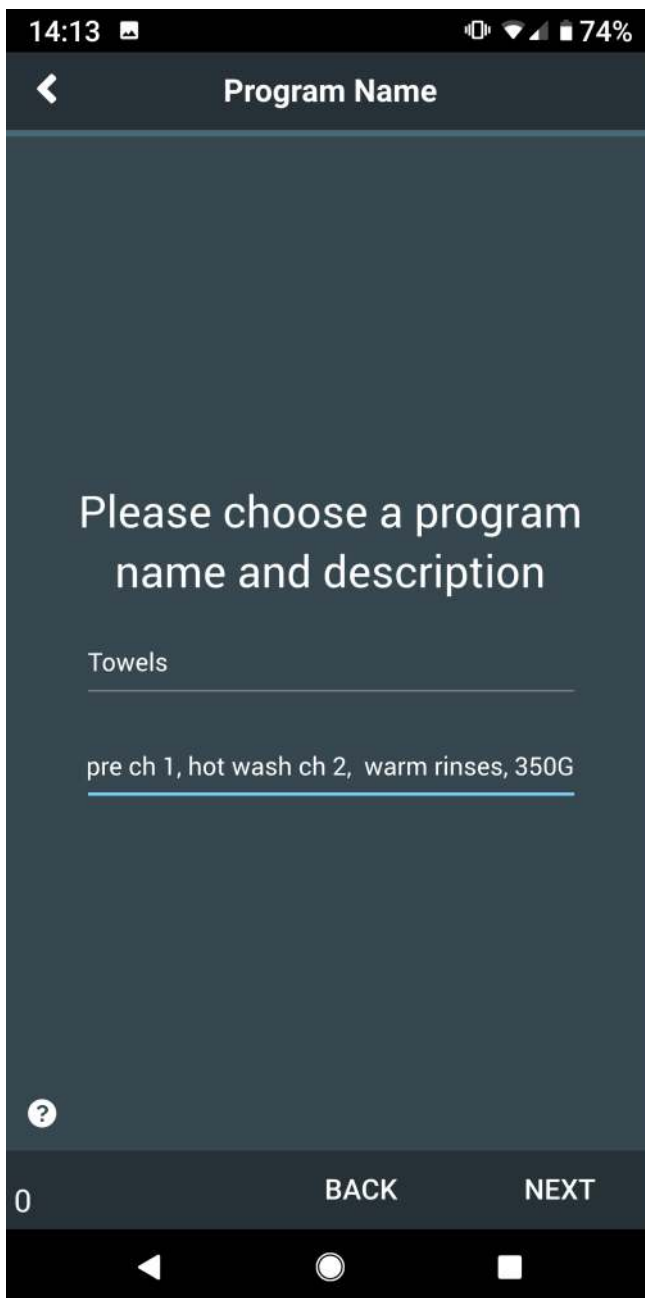 14:13 74%
Program Name
Please choose a program
name and description
Towels
pre ch 1, hot wash ch 2,  warm rinses, 350G
?
0 BACK NEXT